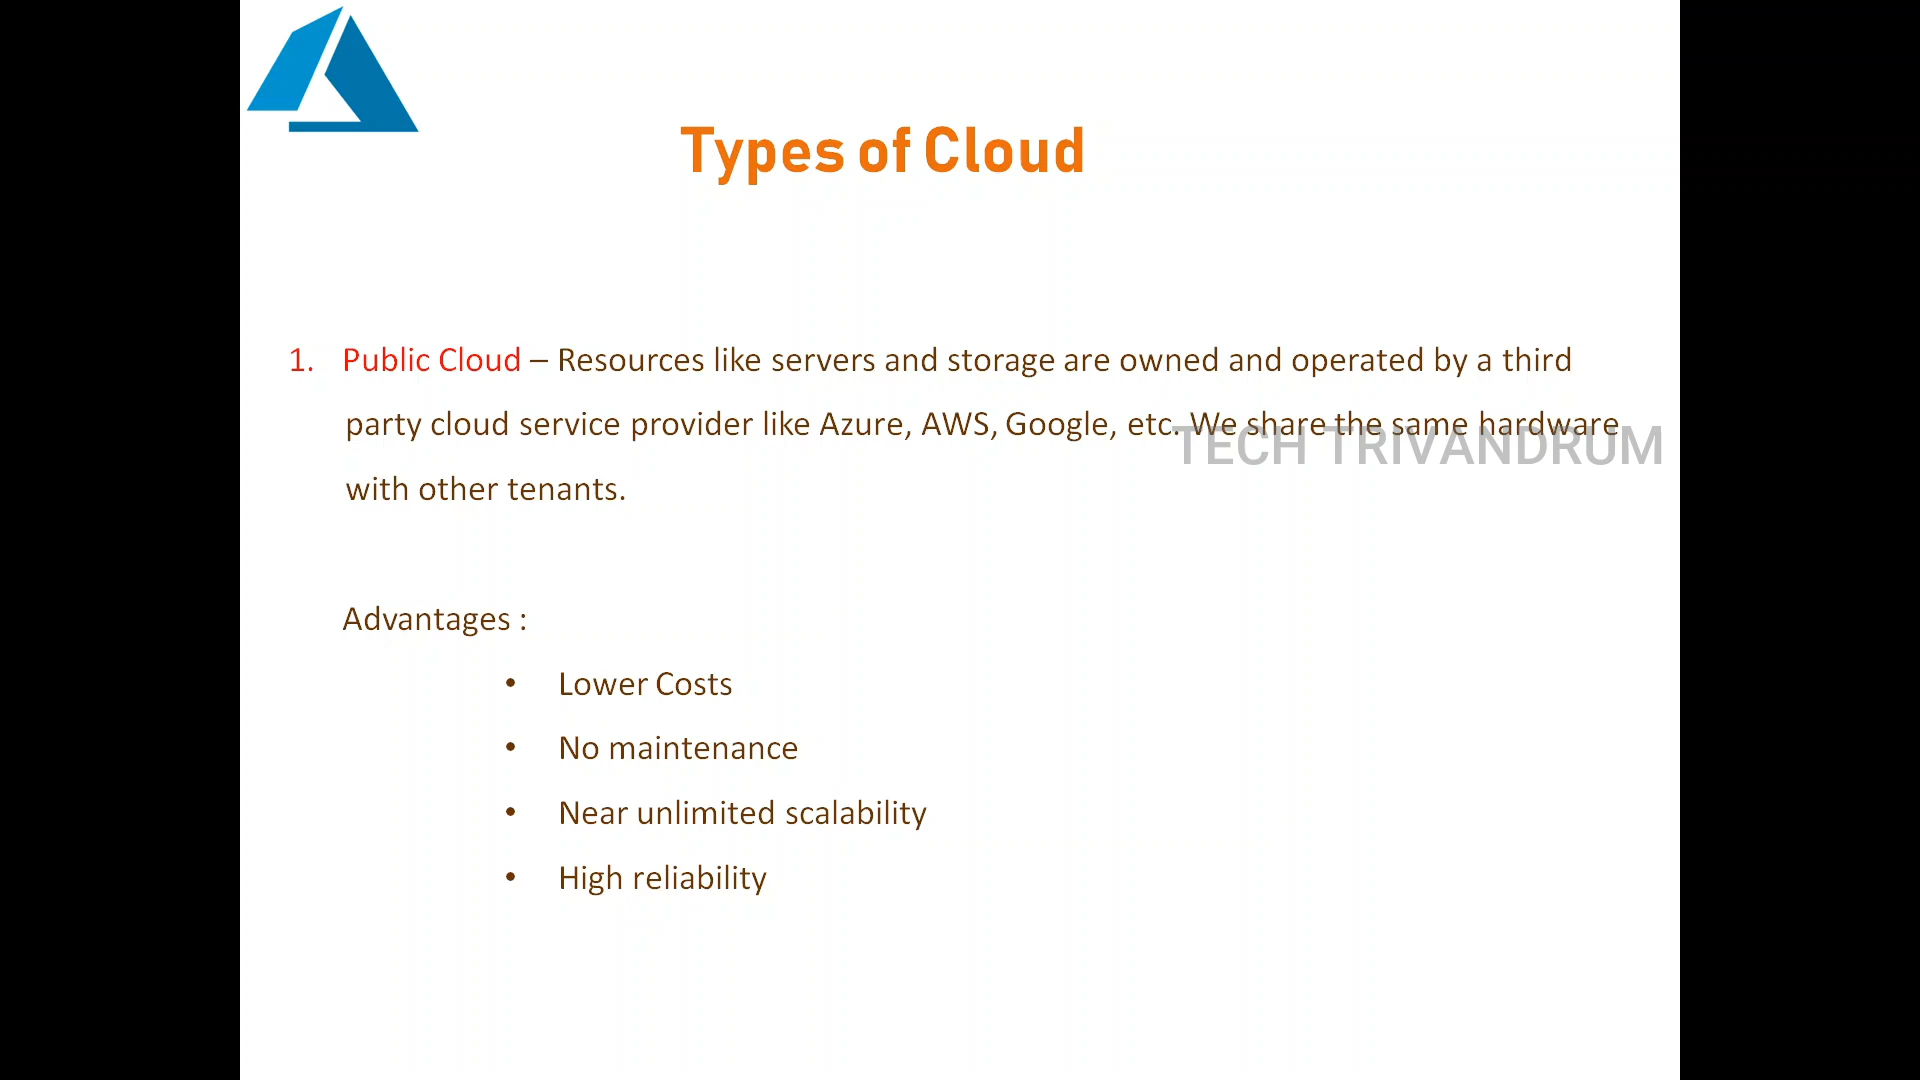 Types of Cloud
1. Public Cloud – Resources like servers and storage are owned and operated by a third
party cloud service provider like Azure, AWS, Google, etc. We share the same hardware
TECH TRIVANDRUM
with other tenants.
Advantages :
• Lower Costs
• No maintenance
• Near unlimited scalability
• High reliability